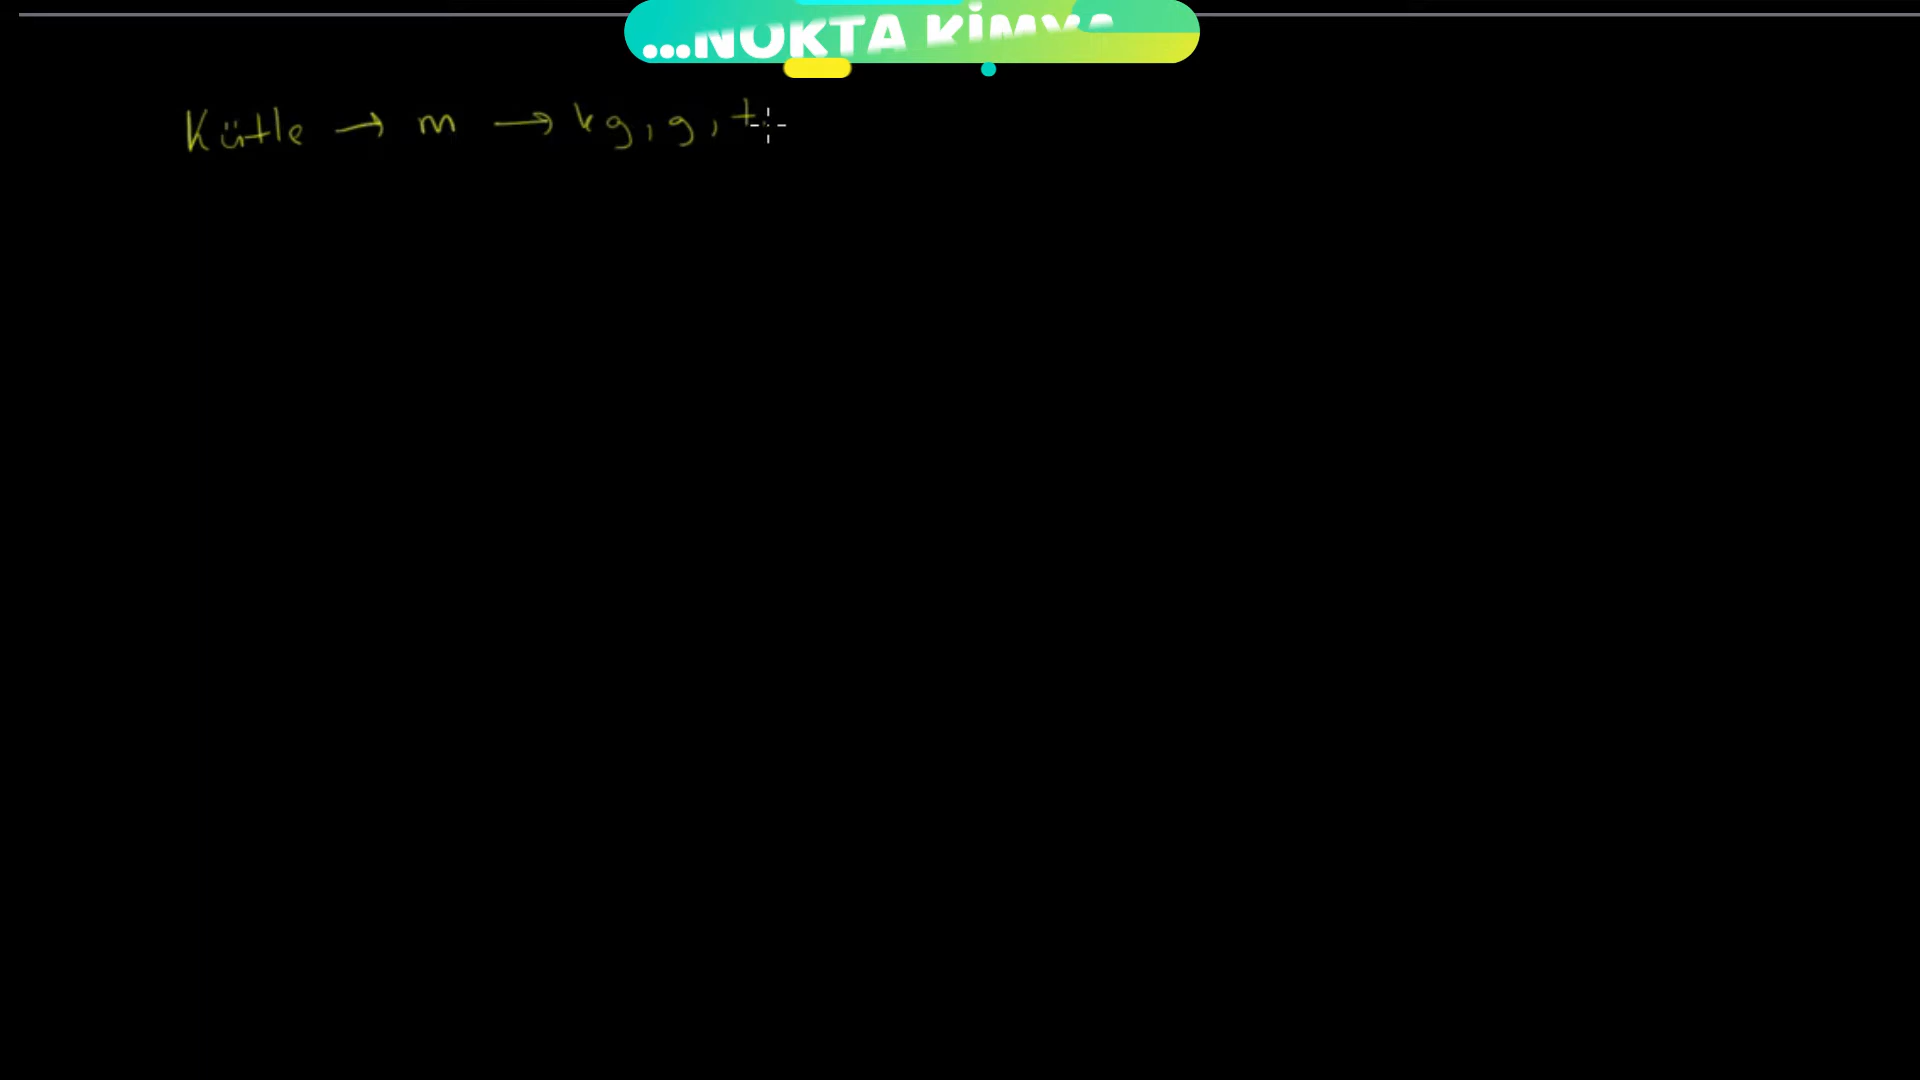 ...NOKTA KİMYA
Kütle → m → kg, g, t